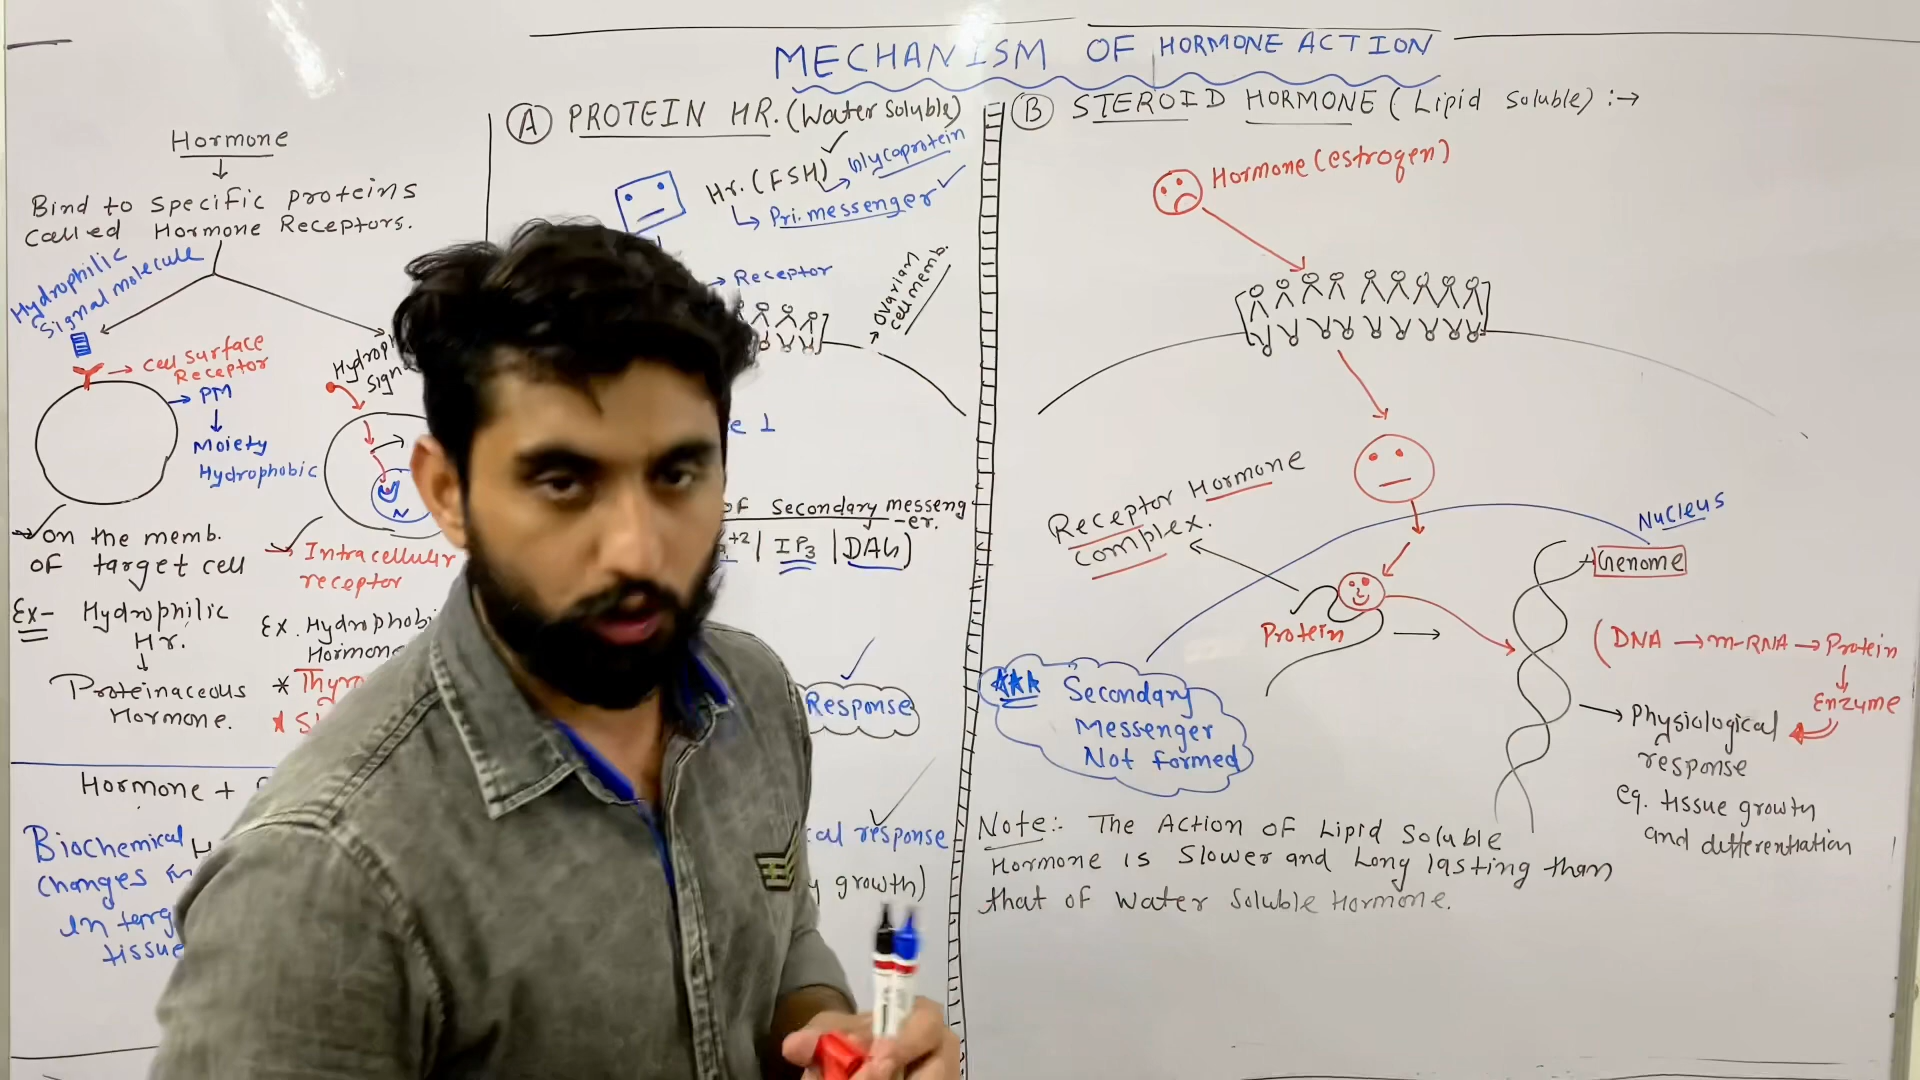 MECHANISM OF HORMONE ACTION
Hormone
Bind to specific proteins
called Hormone Receptors.
Hydrophilic
Signal molecule
→ Cell Surface
Receptor
→ PM
Moiety
Hydrophobic
→ on the memb.
of target cell
Ex- Hydrophilic
Hr.
Proteinaceous
Hormone.
N
→ Intracellular
receptor
Ex. Hormone
*
Hormone +
Biochemical
changes
tissue
(A) PROTEIN HR. (Water Soluble)
Hr. (FSH)
→ Glycoprotein
→ Pri. messenger
→ Receptor
→ Ovarian
cell memb.
1
of Secondary messeng
-er.
+2 | IP3 | DAG)
Response
response
growth)
(B) STEROID HORMONE (Lipid Soluble) :→
Hormone (estrogen)
Receptor Hormone
complex.
Nucleus
Genome
Protein
(DNA → m-RNA → Protein
Enzyme
→ Physiological
response
eg. tissue growth
and differentiation
*** Secondary
Messenger
Not formed
Note:- The Action of Lipid Soluble
Hormone is Slower and Long lasting than
that of Water Soluble Hormone.